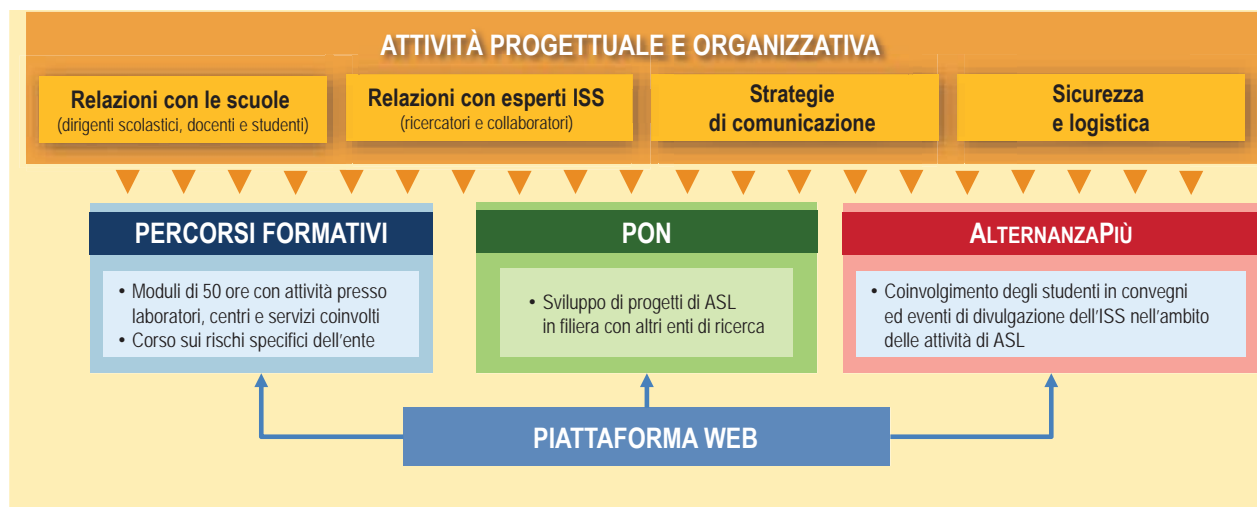 ATTIVITÀ PROGETTUALE E ORGANIZZATIVA
Relazioni con le scuole
(dirigenti scolastici, docenti e studenti)
Relazioni con esperti ISS
(ricercatori e collaboratori)
Strategie
di comunicazione
Sicurezza
e logistica
PERCORSI FORMATIVI
• Moduli di 50 ore con attività presso
laboratori, centri e servizi coinvolti
• Corso sui rischi specifici dell'ente
PON
• Sviluppo di progetti di ASL
in filiera con altri enti di ricerca
ALTERNANZAPIÙ
• Coinvolgimento degli studenti in convegni
ed eventi di divulgazione dell'ISS nell'ambito
delle attività di ASL
PIATTAFORMA WEB